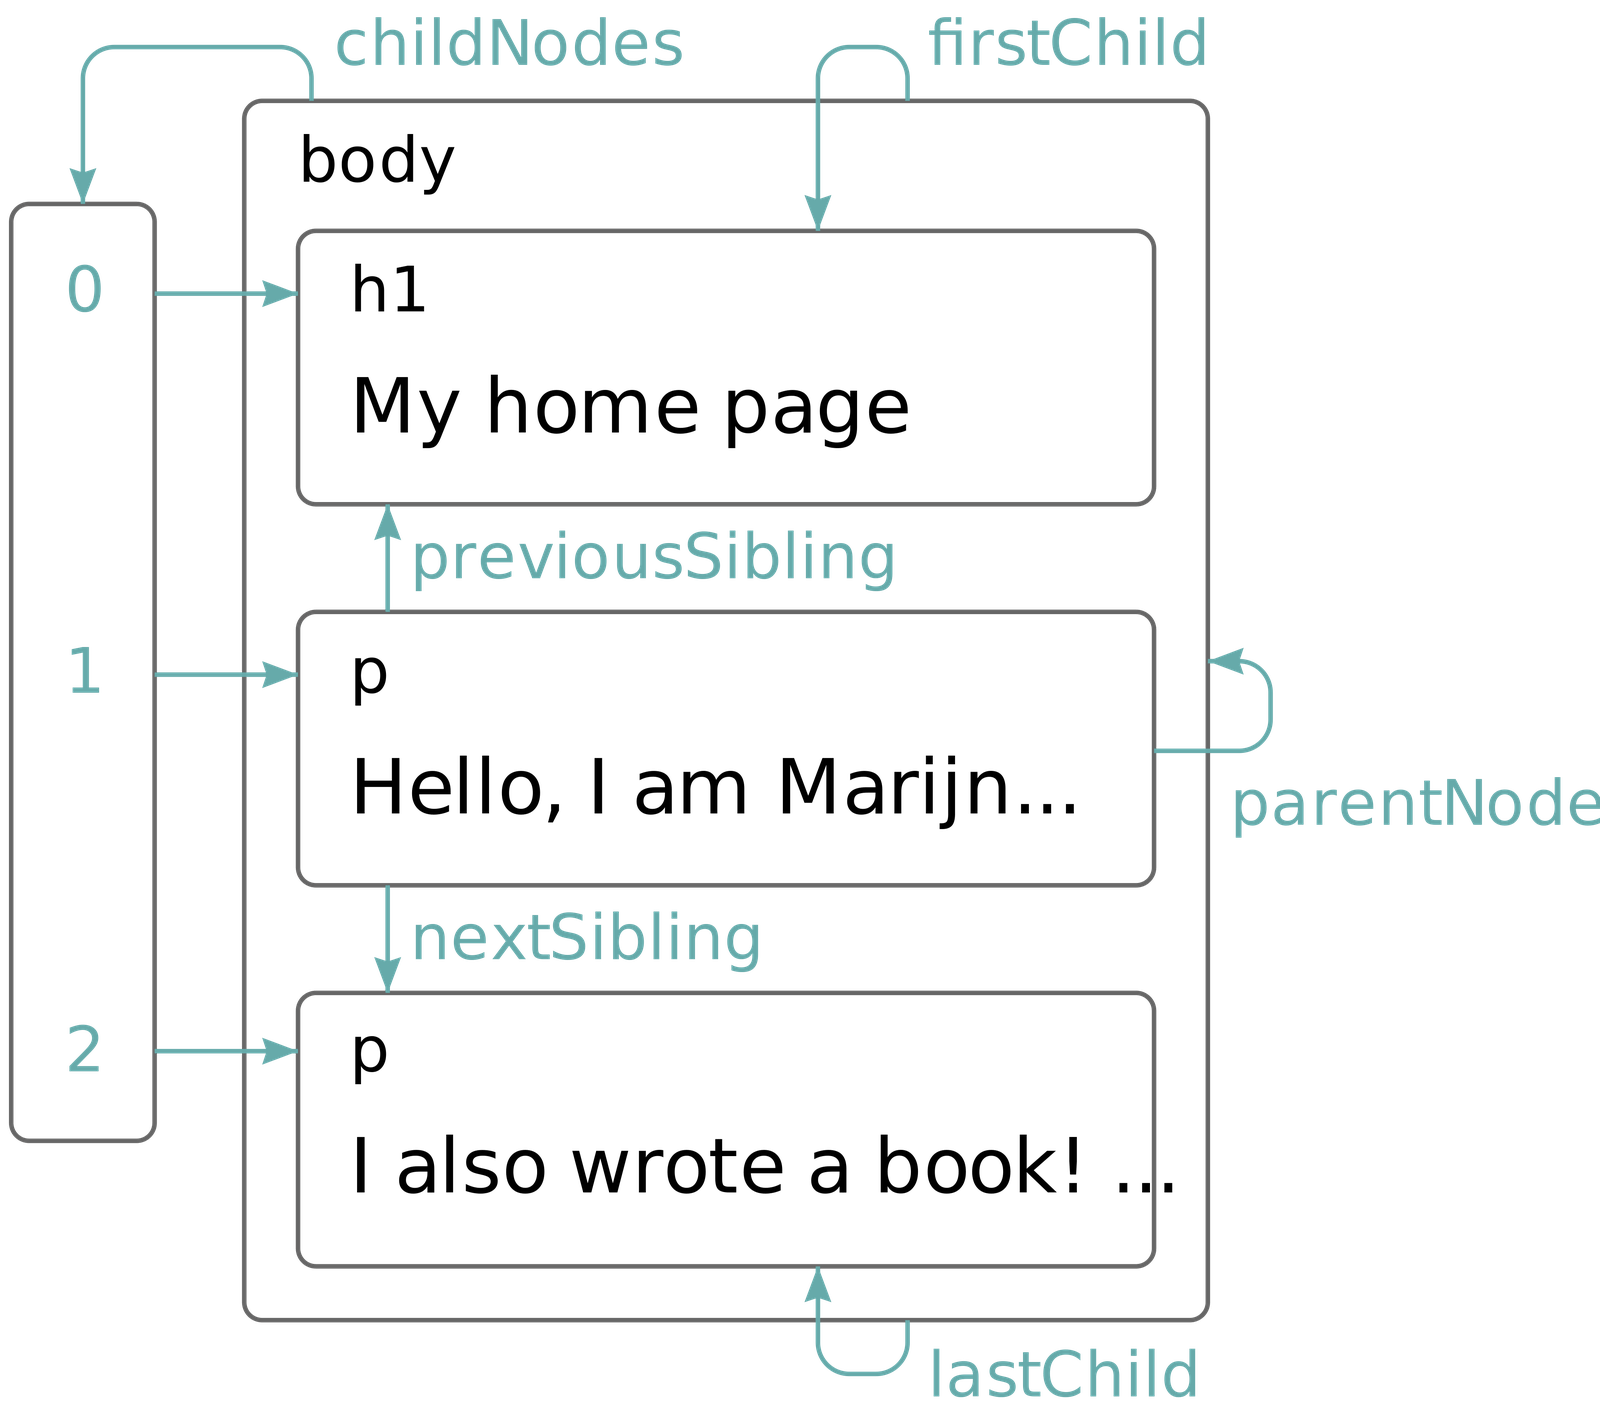 childNodes
firstChild
body
0
h1
My home page
previousSibling
1
p
Hello, I am Marijn...
parentNode
nextSibling
2
p
I also wrote a book! ...
lastChild